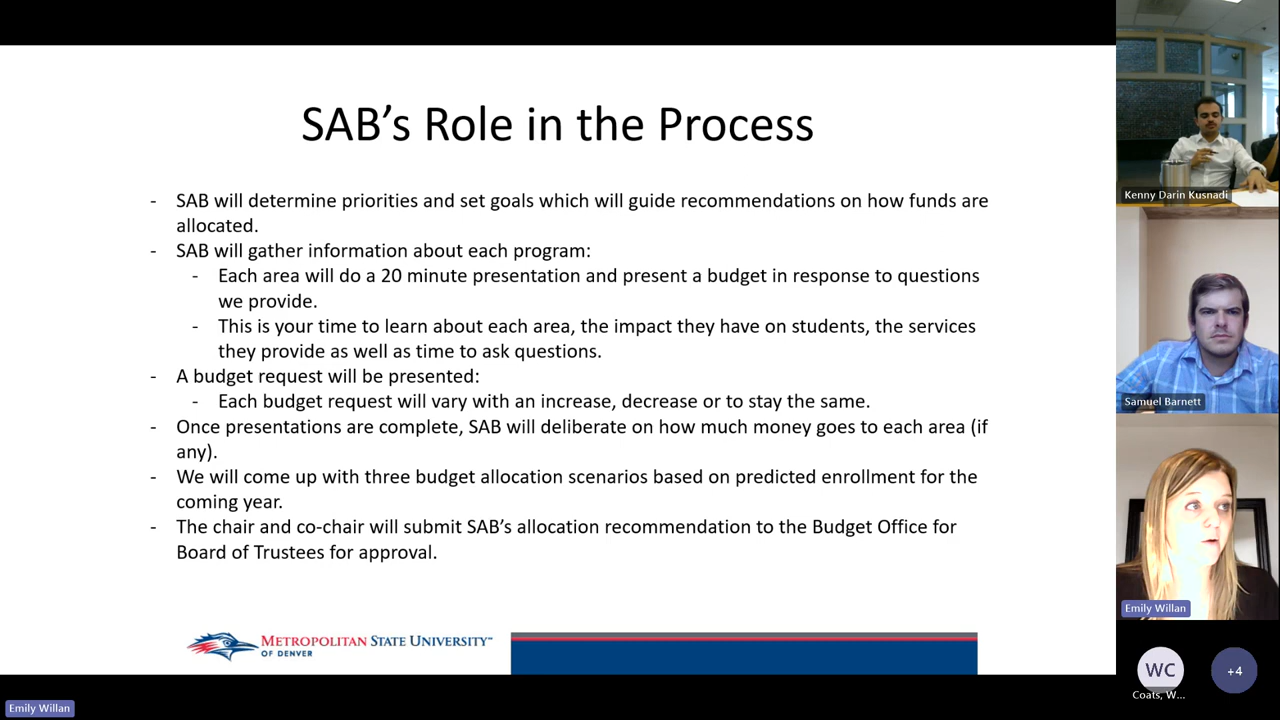 SAB’s Role in the Process
- SAB will determine priorities and set goals which will guide recommendations on how funds are
allocated.
- SAB will gather information about each program:
- Each area will do a 20 minute presentation and present a budget in response to questions
we provide.
- This is your time to learn about each area, the impact they have on students, the services
they provide as well as time to ask questions.
- A budget request will be presented:
- Each budget request will vary with an increase, decrease or to stay the same.
- Once presentations are complete, SAB will deliberate on how much money goes to each area (if
any).
- We will come up with three budget allocation scenarios based on predicted enrollment for the
coming year.
- The chair and co-chair will submit SAB’s allocation recommendation to the Budget Office for
Board of Trustees for approval.
METROPOLITAN STATE UNIVERSITY™
OF DENVER
Emily Willan
Kenny Darin Kusnadi
Samuel Barnett
Emily Willan
WC
+4
Coats, W...